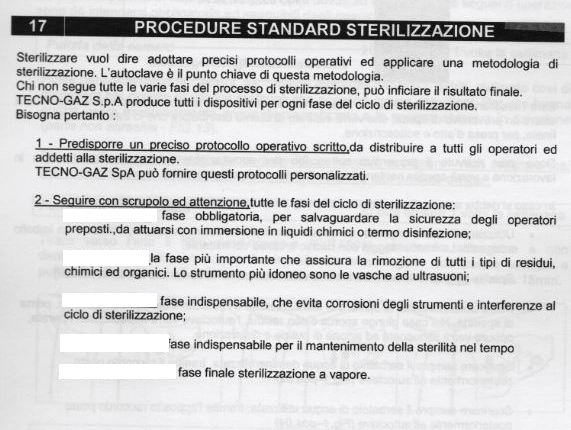 17 PROCEDURE STANDARD STERILIZZAZIONE
Sterilizzare vuol dire adottare precisi protocolli operativi ed applicare una metodologia di
sterilizzazione. L'autoclave è il punto chiave di questa metodologia.
Chi non segue tutte le varie fasi del processo di sterilizzazione, può inficiare il risultato finale.
TECNO-GAZ S.p.A produce tutti i dispositivi per ogni fase del ciclo di sterilizzazione.
Bisogna pertanto :
1 - Predisporre un preciso protocollo operativo scritto,da distribuire a tutti gli operatori ed
addetti alla sterilizzazione.
TECNO-GAZ SpA può fornire questi protocolli personalizzati.
2 - Seguire con scrupolo ed attenzione,tutte le fasi del ciclo di sterilizzazione:
fase obbligatoria, per salvaguardare la sicurezza degli operatori
preposti.,da attuarsi con immersione in liquidi chimici o termo disinfezione;
,la fase più importante che assicura la rimozione di tutti i tipi di residui,
chimici ed organici. Lo strumento più idoneo sono le vasche ad ultrasuoni;
fase indispensabile, che evita corrosioni degli strumenti e interferenze al
ciclo di sterilizzazione;
fase indispensabile per il mantenimento della sterilità nel tempo
fase finale sterilizzazione a vapore.